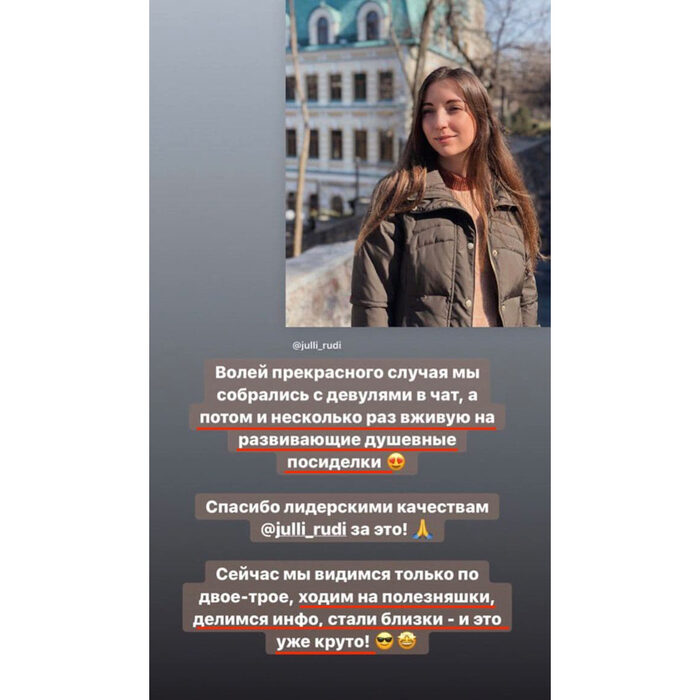 @julli_rudi
Волей прекрасного случая мы
собрались с девулями в чат, а
потом и несколько раз вживую на
развивающие душевные
посиделки 😍
Спасибо лидерскими качествам
@julli_rudi за это! 🙏
Сейчас мы видимся только по
двое-трое, ходим на полезняшки,
делимся инфо, стали близки - и это
уже круто! 😎🤩